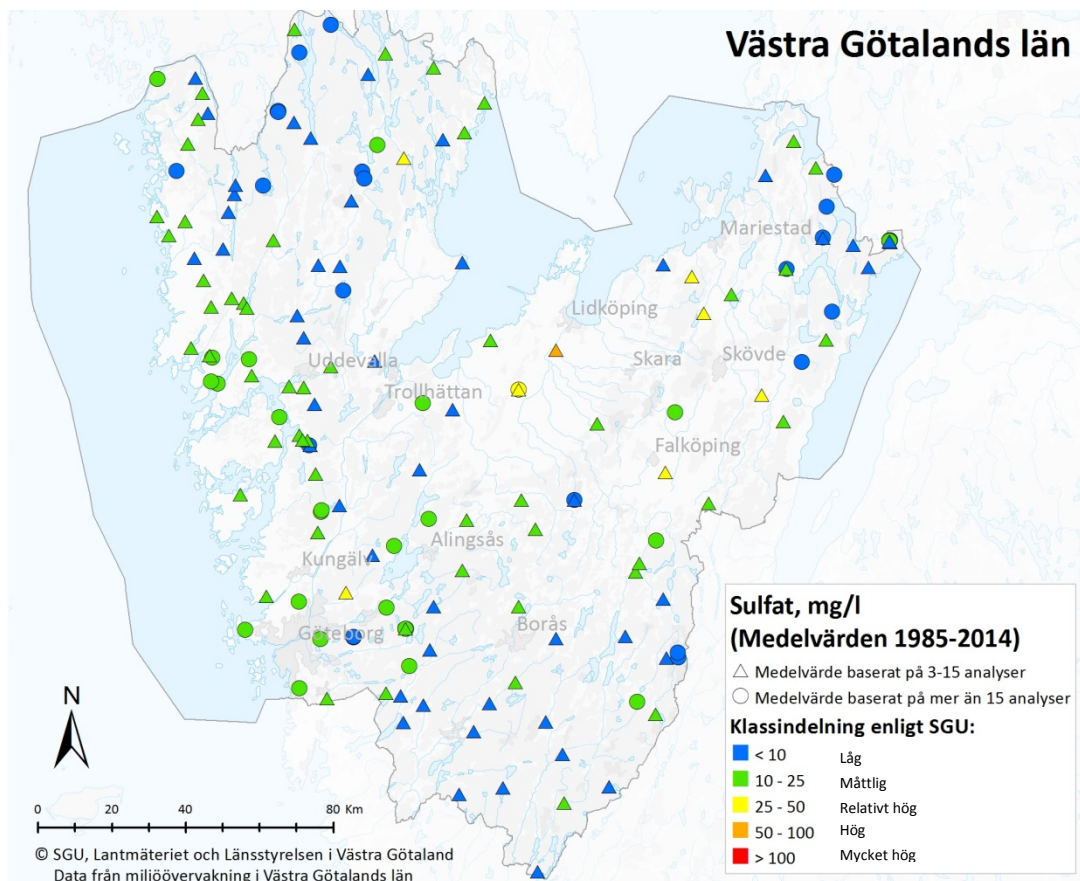 Västra Götalands län
Mariestad
Lidköping
Skara
Skövde
Uddevalla
Trollhättan
Falköping
Alingsås
Kungälv
Göteborg
Borås
N
0 20 40 80 Km
© SGU, Lantmäteriet och Länsstyrelsen i Västra Götaland
Data från miljöövervakning i Västra Götalands län
Sulfat, mg/l
(Medelvärden 1985-2014)
Medelvärde baserat på 3-15 analyser
Medelvärde baserat på mer än 15 analyser
Klassindelning enligt SGU:
< 10 Låg
10 - 25 Måttlig
25 - 50 Relativt hög
50 - 100 Hög
> 100 Mycket hög